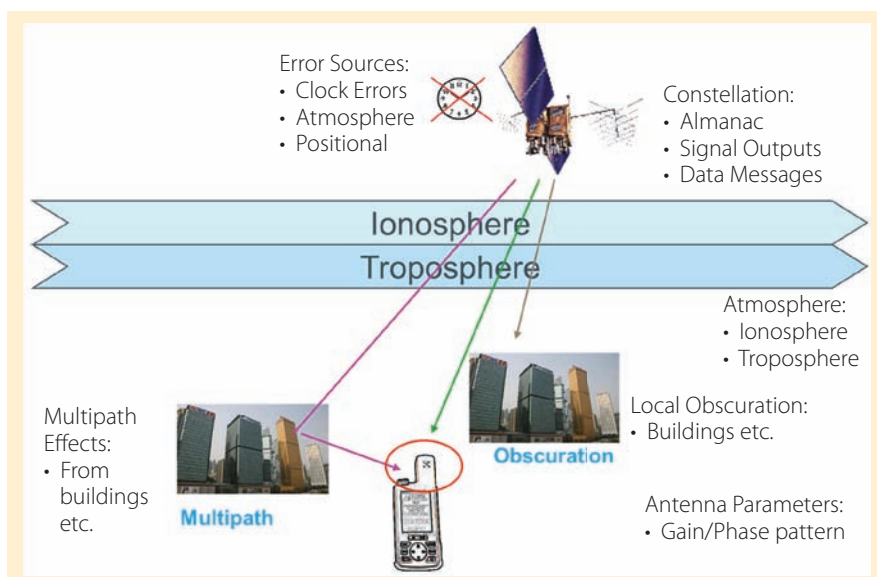 Error Sources:
• Clock Errors
• Atmosphere
• Positional
Constellation:
• Almanac
• Signal Outputs
• Data Messages
Ionosphere
Troposphere
Atmosphere:
• Ionosphere
• Troposphere
Multipath
Effects:
• From
buildings
etc.
Multipath
Obscuration
Local Obscuration:
• Buildings etc.
Antenna Parameters:
• Gain/Phase pattern